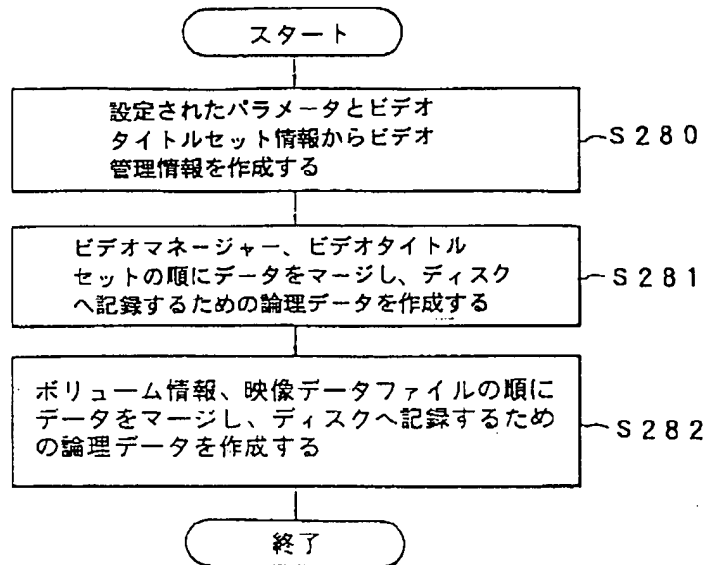 スタート
設定されたパラメータとビデオ
タイトルセット情報からビデオ
管理情報を作成する
S280
ビデオマネージャー、ビデオタイトル
セットの順にデータをマージし、ディスク
へ記録するための論理データを作成する
S281
ボリューム情報、映像データファイルの順に
データをマージし、ディスクへ記録するため
の論理データを作成する
S282
終了